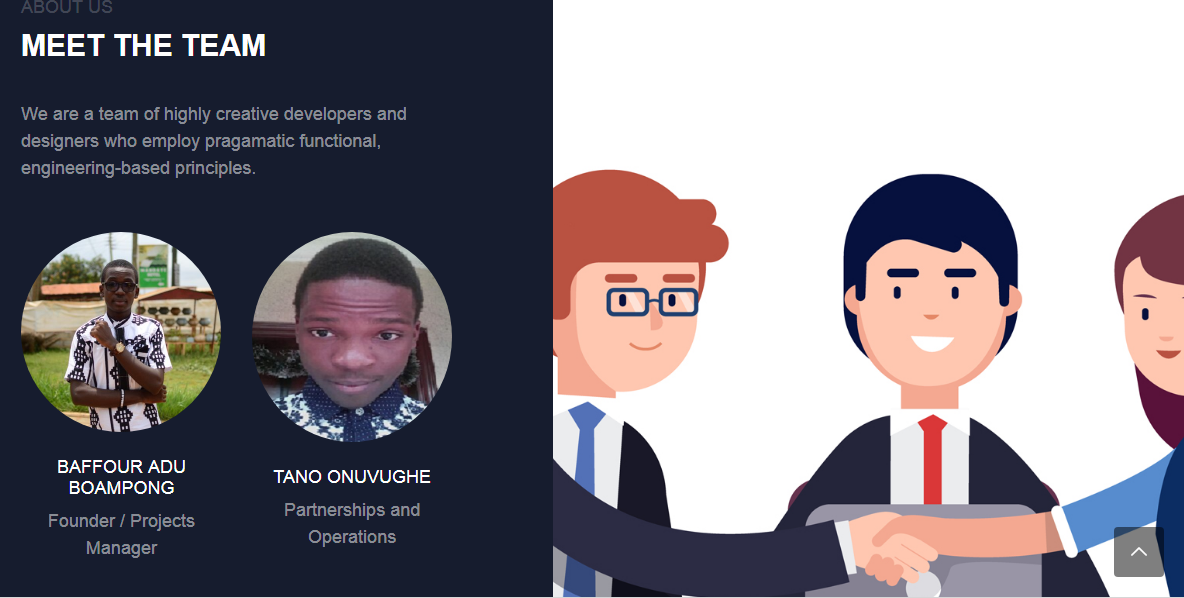 ABOUT US
MEET THE TEAM
We are a team of highly creative developers and
designers who employ pragamatic functional,
engineering-based principles.
BAFFOUR ADU
BOAMPONG
Founder / Projects
Manager
TANO ONUVUGHE
Partnerships and
Operations